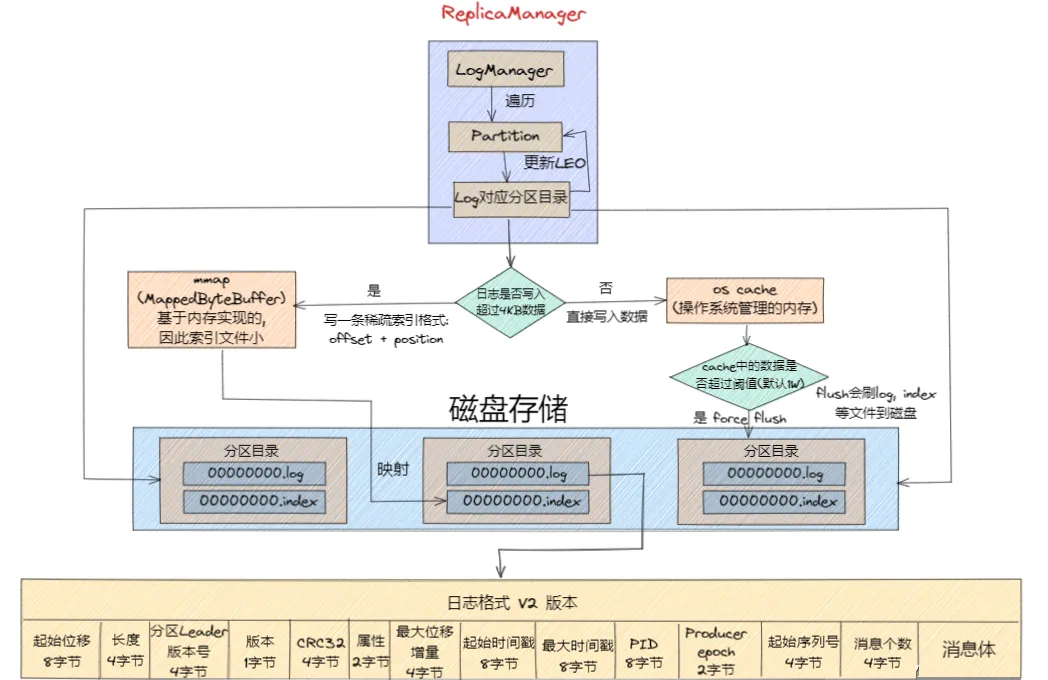 ReplicaManager
LogManager
遍历
Partition
更新LEO
Log对应分区目录
日志是否写入
超过4KB数据
是
写一条稀疏索引格式:
offset + position
mmap
(MappedByteBuffer)
基于内存实现的,
因此索引文件小
否
直接写入数据
os cache
(操作系统管理的内存)
cache中的数据是
否超过阈值(默认1W)
flush会刷log, index
等文件到磁盘
是 force flush
磁盘存储
映射
分区目录
00000000.log
00000000.index
分区目录
00000000.log
00000000.index
分区目录
00000000.log
00000000.index
日志格式 V2 版本
起始位移
8字节
长度
4字节
分区Leader
版本号
4字节
版本
1字节
CRC32
4字节
属性
2字节
最大位移
增量
4字节
起始时间戳
8字节
最大时间戳
8字节
PID
8字节
Producer
epoch
2字节
起始序列号
4字节
消息个数
4字节
消息体